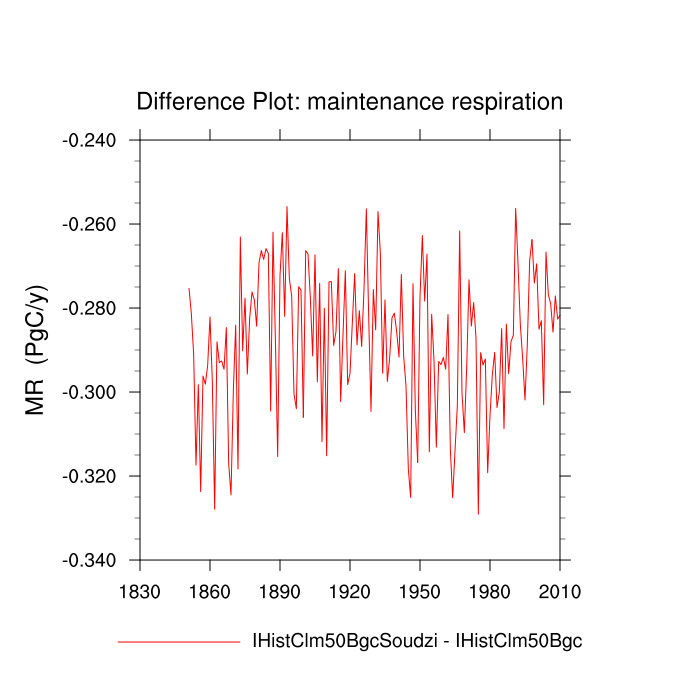 Difference Plot: maintenance respiration
MR (PgC/y)
-0.240
-0.260
-0.280
-0.300
-0.320
-0.340
1830 1860 1890 1920 1950 1980 2010
IHistClm50BgcSoudzi - IHistClm50Bgc